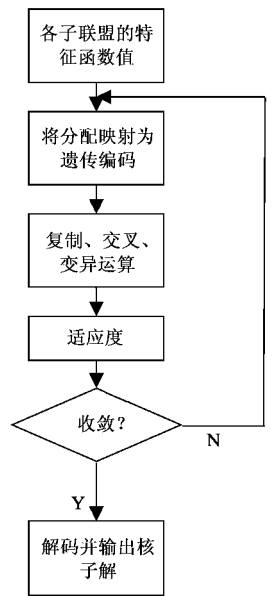 各子联盟的特
征函数值
将分配映射为
遗传编码
复制、交叉、
变异运算
适应度
收敛?
N
Y
解码并输出核
子解